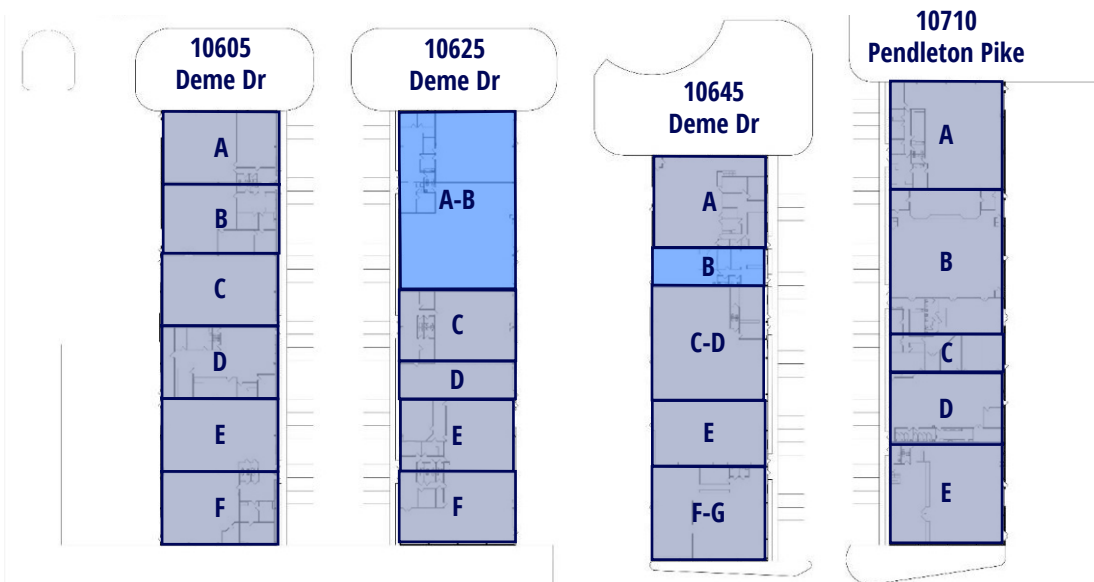 10605
Deme Dr
A
B
C
D
E
F
10625
Deme Dr
A-B
C
D
E
F
10645
Deme Dr
A
B
C-D
E
F-G
10710
Pendleton Pike
A
B
C
D
E